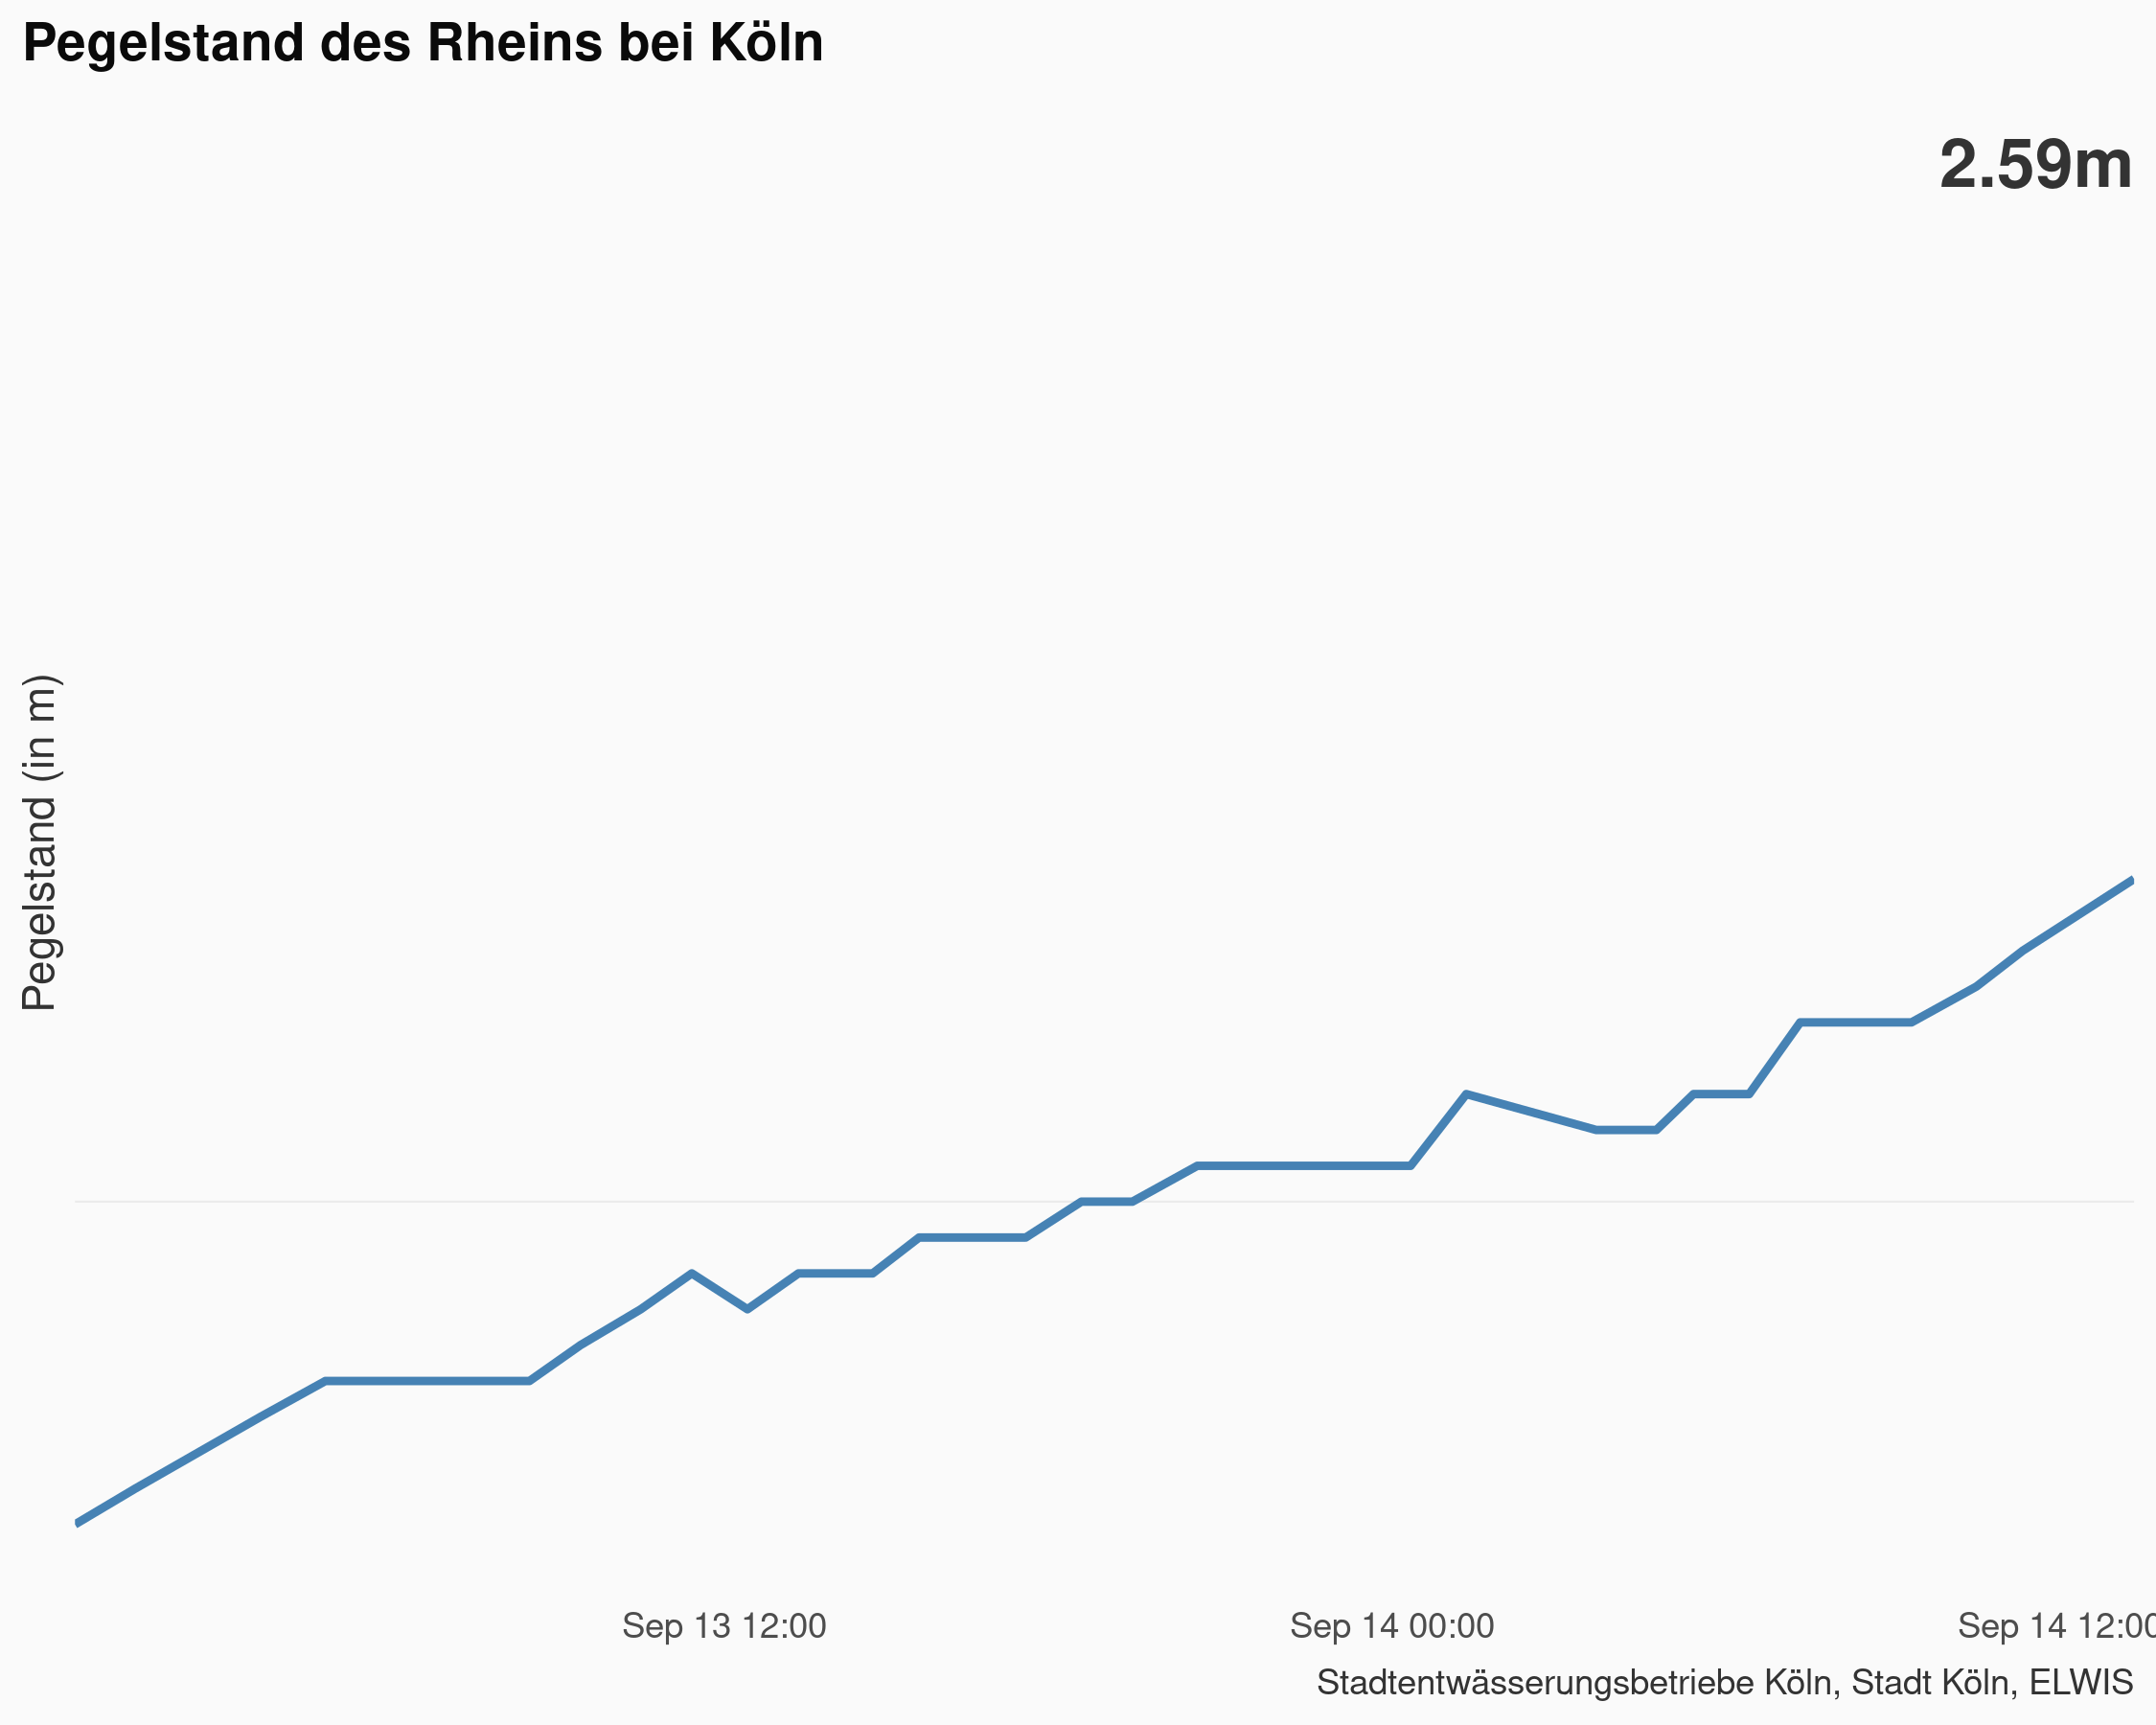 Pegelstand des Rheins bei Köln
2.59m
Pegelstand (in m)
Sep 13 12:00
Sep 14 00:00
Sep 14 12:00
Stadtentwässerungsbetriebe Köln, Stadt Köln, ELWIS